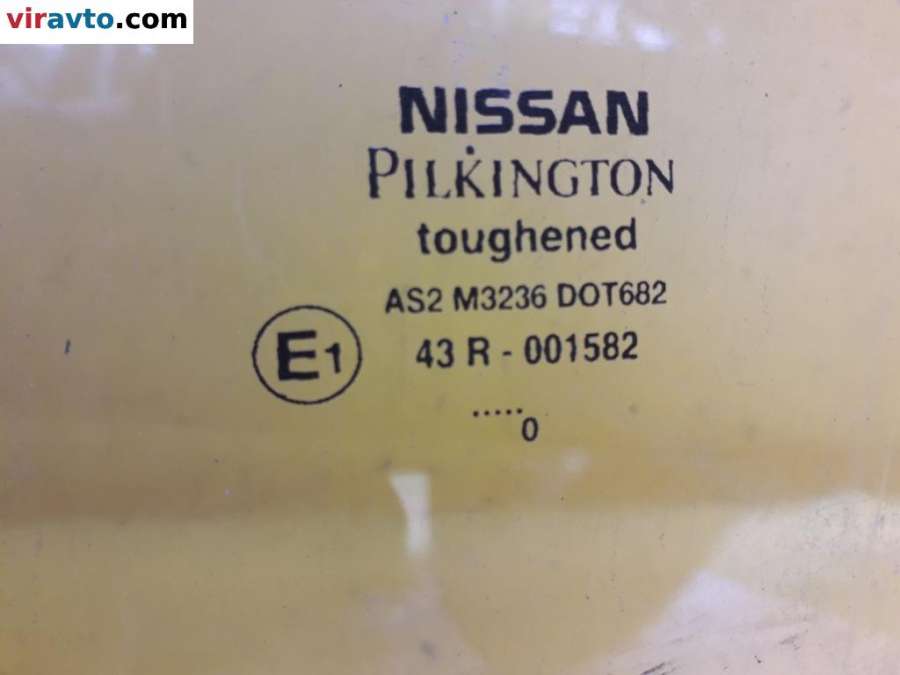 viravto.com
NISSAN
PILKINGTON
toughened
AS2 M3236 DOT682
E1
43 R - 001582
.....
0